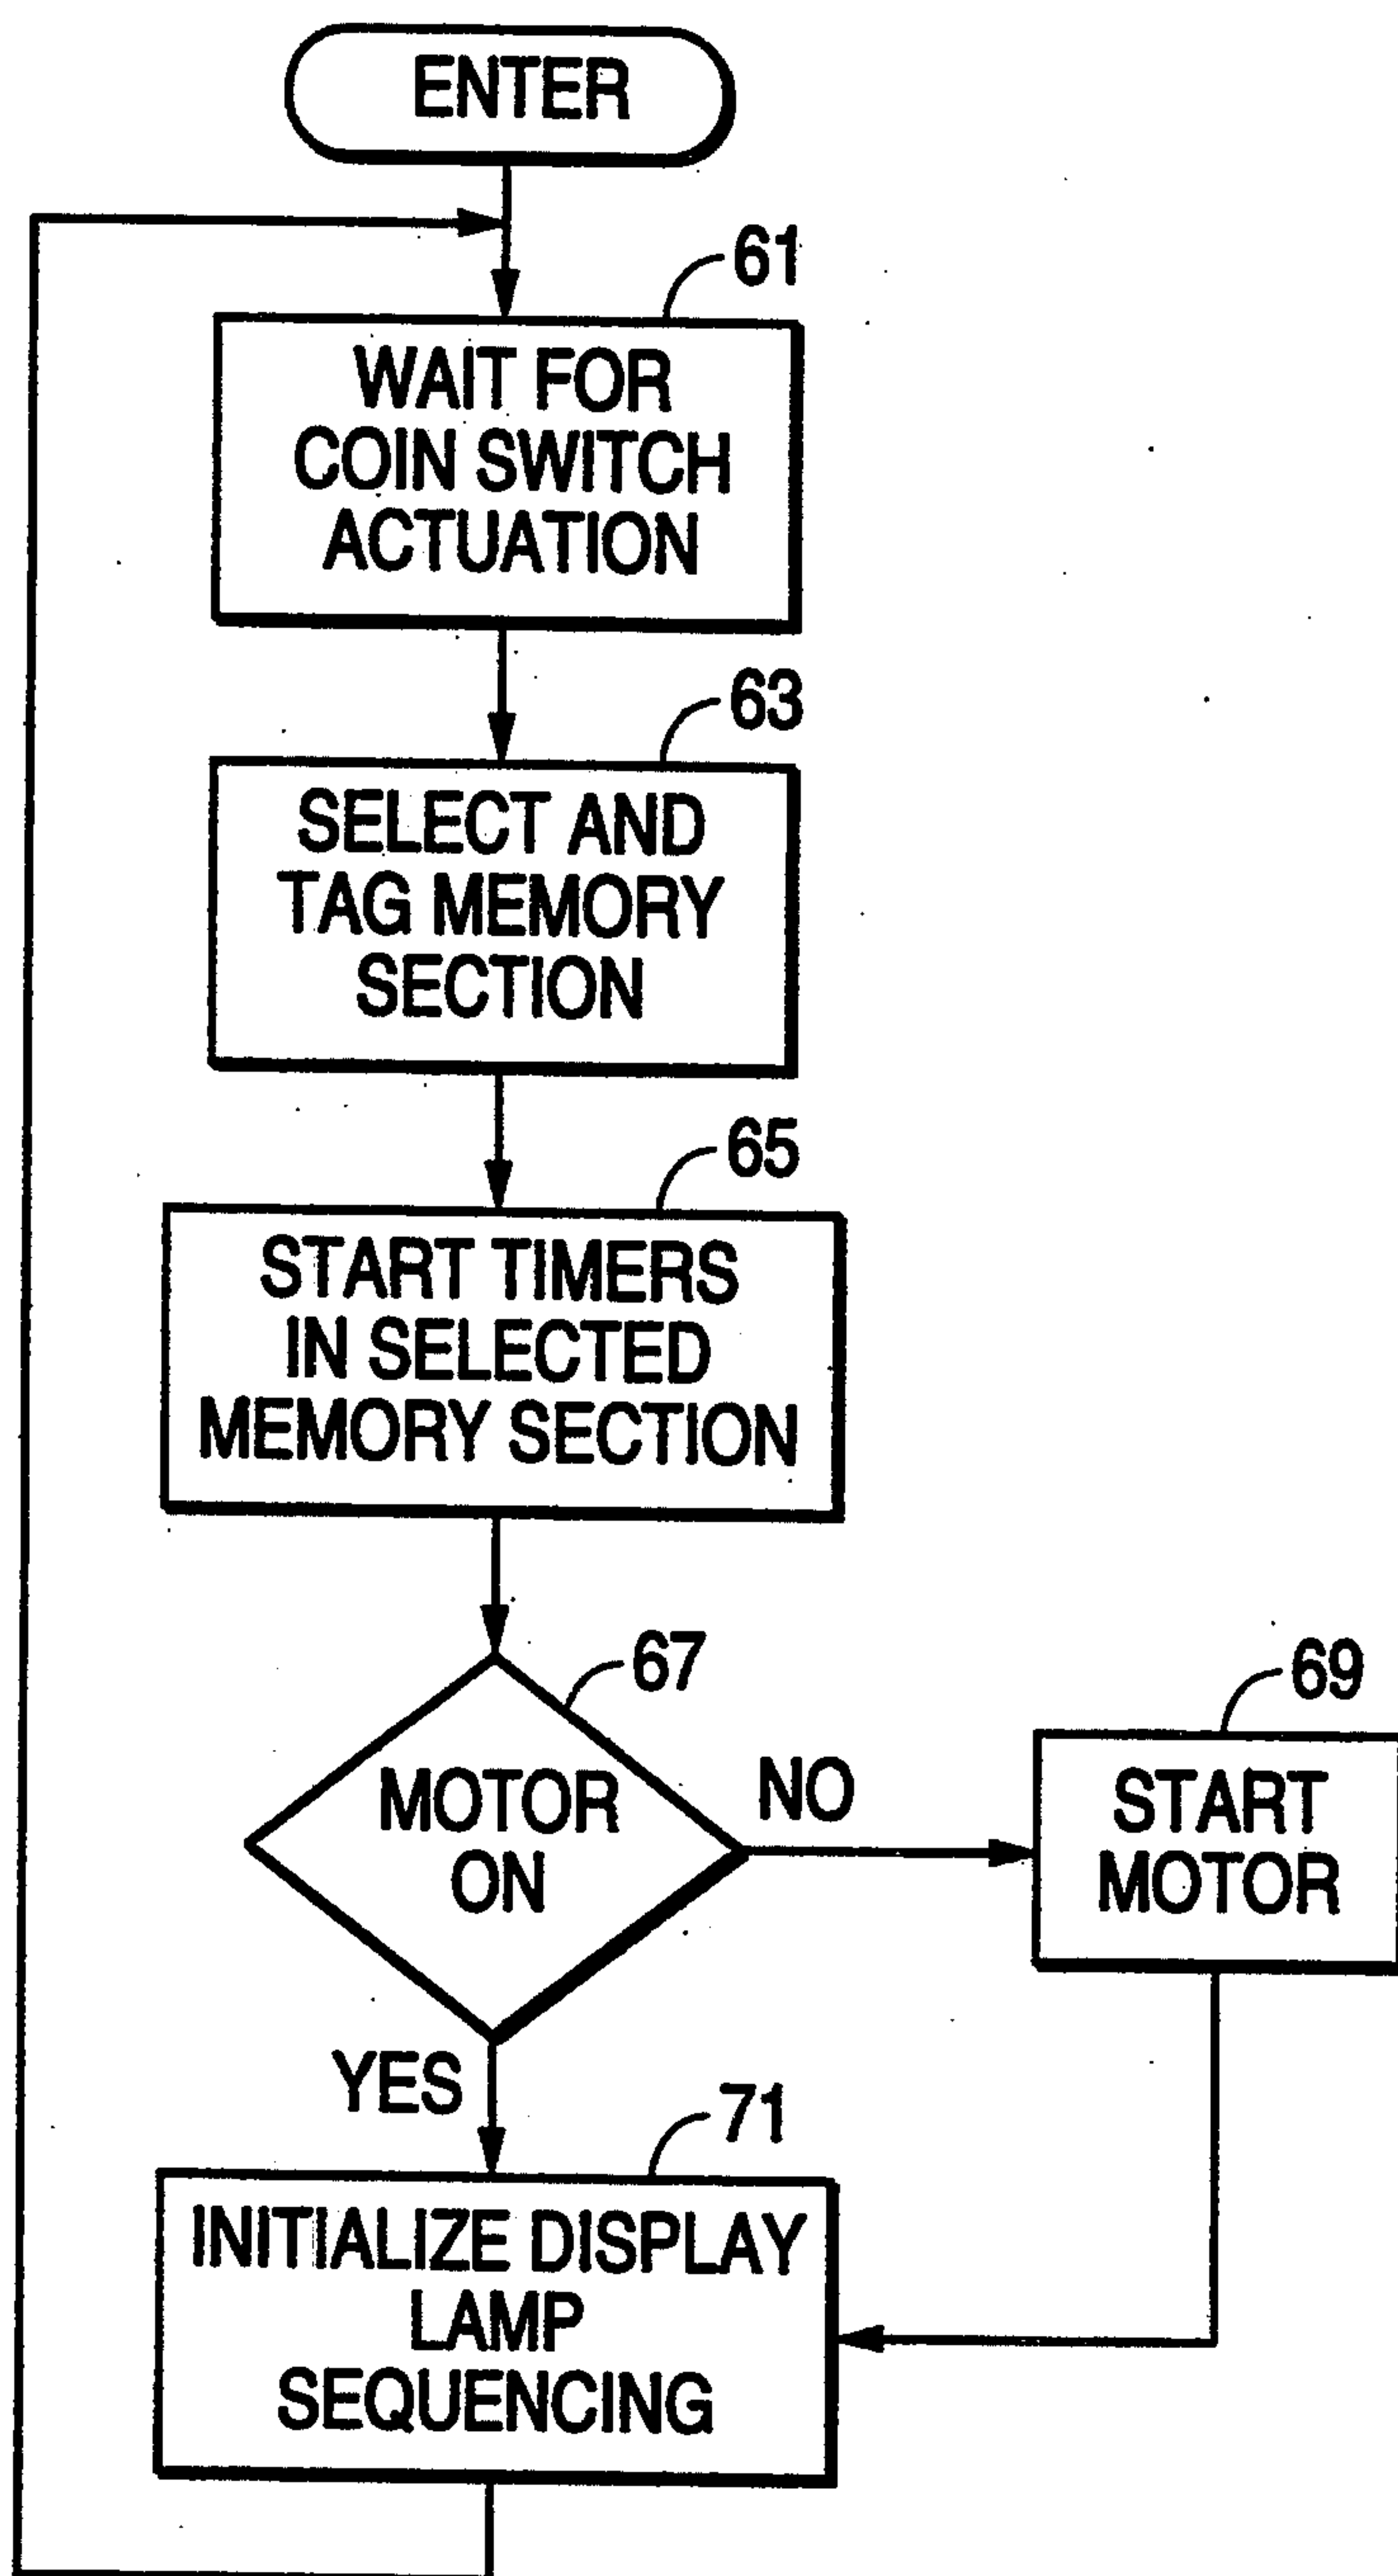 ENTER
61
WAIT FOR
COIN SWITCH
ACTUATION
63
SELECT AND
TAG MEMORY
SECTION
65
START TIMERS
IN SELECTED
MEMORY SECTION
67
MOTOR
ON
NO
69
START
MOTOR
YES
71
INITIALIZE DISPLAY
LAMP
SEQUENCING